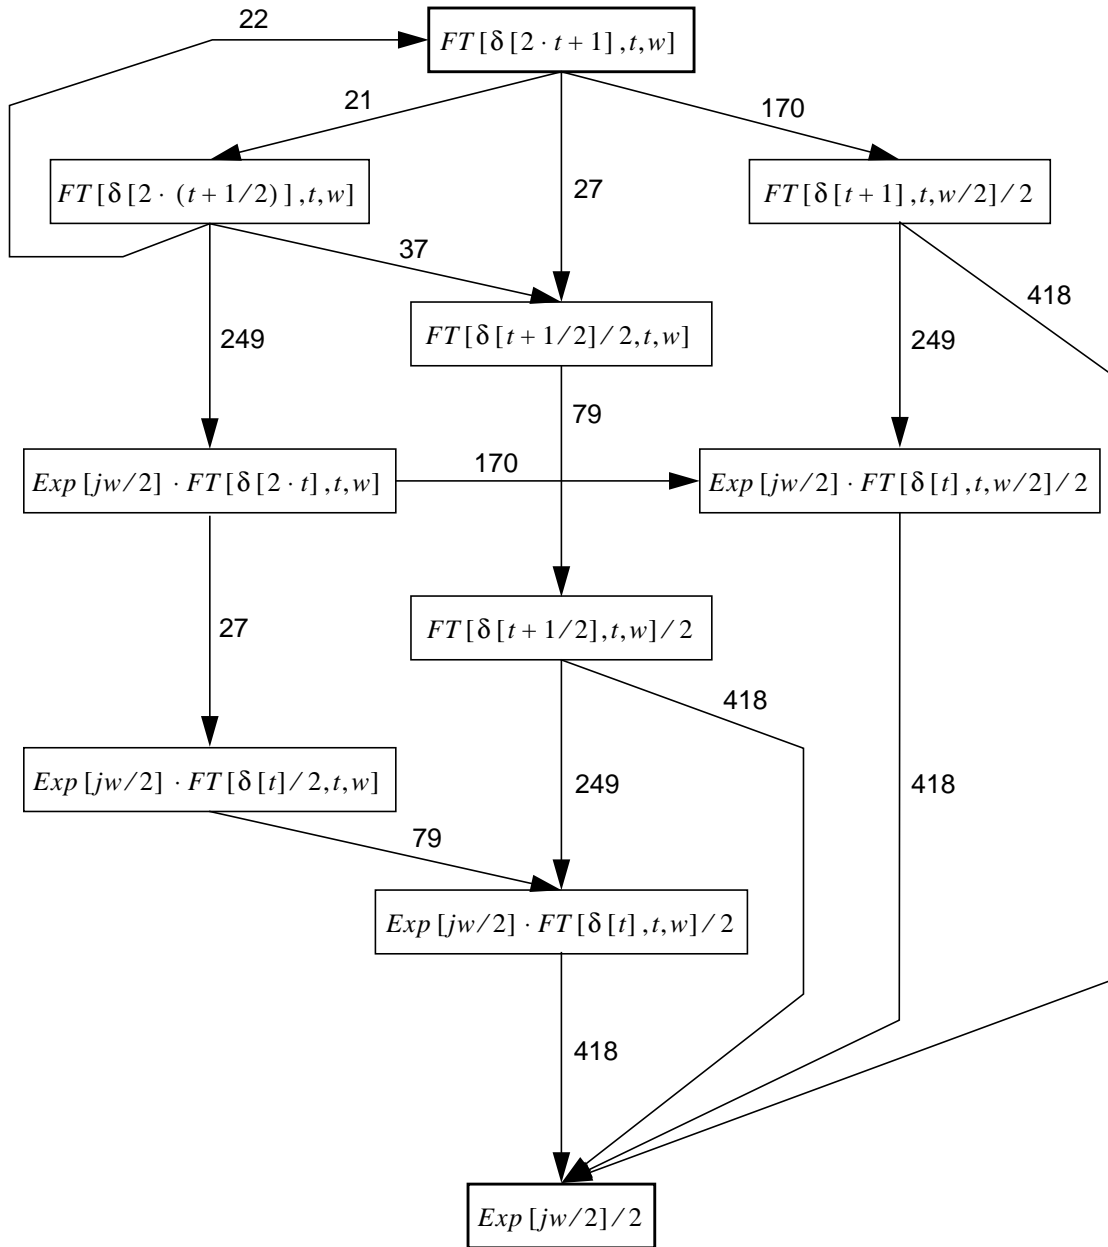 22
FT[δ[2·t+1],t,w]
21
170
FT[δ[2·(t+1/2)],t,w]
27
FT[δ[t+1],t,w/2]/2
37
418
249
FT[δ[t+1/2]/2,t,w]
249
79
170
Exp[jw/2]·FT[δ[2·t],t,w]
Exp[jw/2]·FT[δ[t],t,w/2]/2
27
FT[δ[t+1/2],t,w]/2
418
Exp[jw/2]·FT[δ[t]/2,t,w]
249
418
79
Exp[jw/2]·FT[δ[t],t,w]/2
418
Exp[jw/2]/2